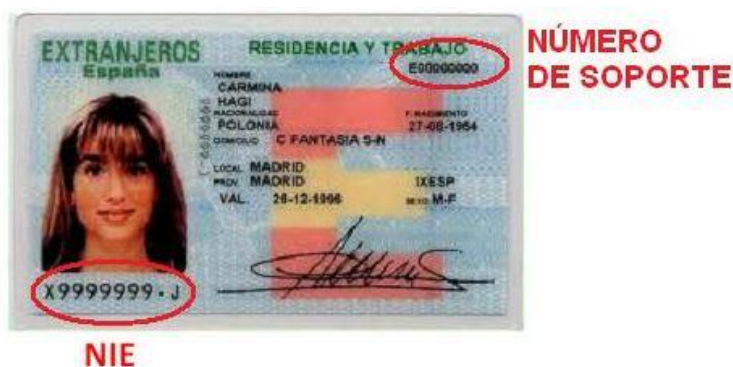 EXTRANJEROS
España
RESIDENCIA Y TRABAJO
E00000000
NÚMERO
DE SOPORTE
NOMBRE
CARMINA
HAGI
NACIONALIDAD
F. NACIMIENTO
POLONIA
27-08-1964
DOMICILIO C FANTASIA S-N
LOCAL MADRID
PROV. MADRID
IXESP
VAL. 26-12-1996
SEXO M-F
X9999999-J
NIE